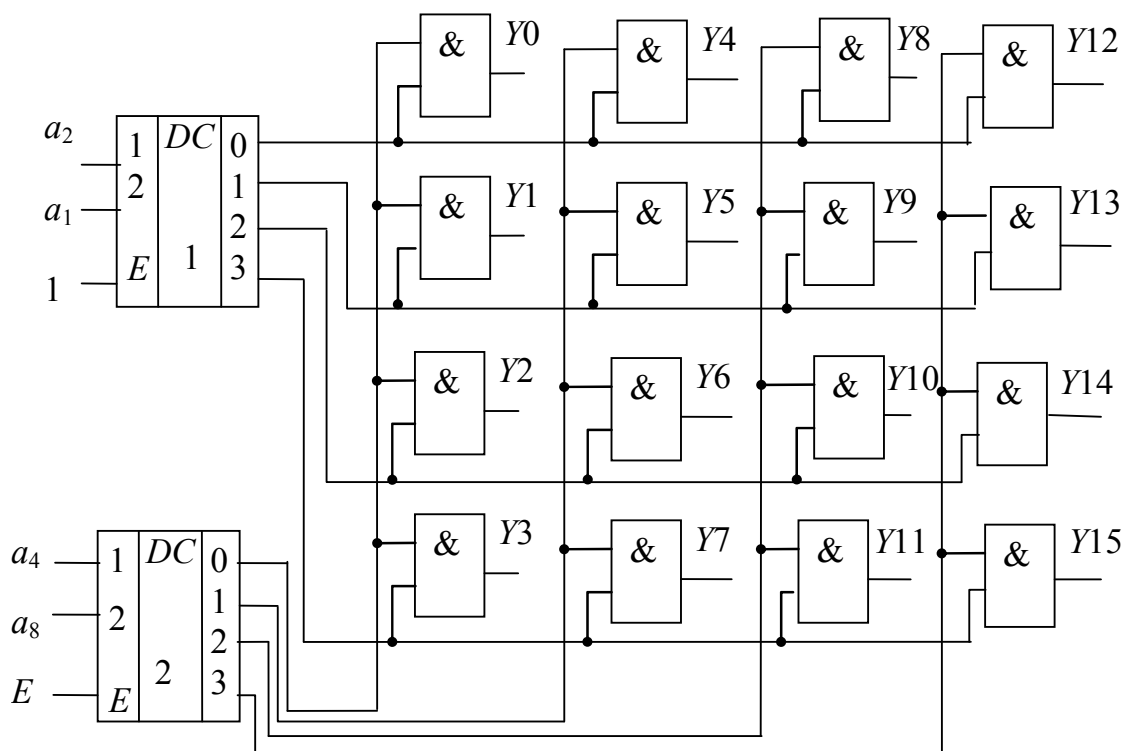 & Y0 & Y4 & Y8 & Y12
a2 1 DC 0
2 1
a1 2
1 E 1 3
& Y1 & Y5 & Y9 & Y13
& Y2 & Y6 & Y10 & Y14
& Y3 & Y7 & Y11 & Y15
a4 1 DC 0
1
a8 2 2
E E 2 3